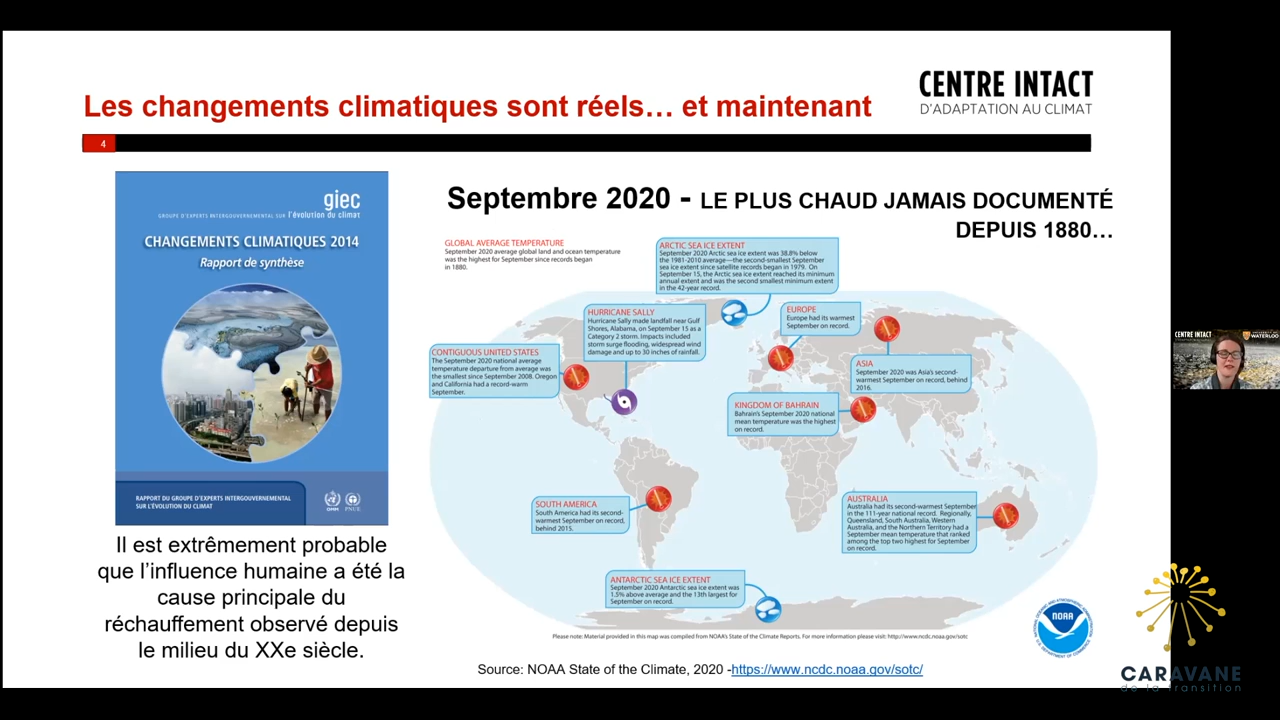 Les changements climatiques sont réels… et maintenant
CENTRE INTACT
D'ADAPTATION AU CLIMAT
4
giec
GROUPE D'EXPERTS INTERGOUVERNEMENTAL SUR l'évolution du climat
CHANGEMENTS CLIMATIQUES 2014
Rapport de synthèse
RAPPORT DU GROUPE D'EXPERTS INTERGOUVERNEMENTAL
SUR L'ÉVOLUTION DU CLIMAT
OMM PNUE
Il est extrêmement probable
que l'influence humaine a été la
cause principale du
réchauffement observé depuis
le milieu du XXe siècle.
Septembre 2020 - LE PLUS CHAUD JAMAIS DOCUMENTÉ
DEPUIS 1880…
GLOBAL AVERAGE TEMPERATURE
September 2020 average global land and ocean temperature
was the highest for September since records began
in 1880.
ARCTIC SEA ICE EXTENT
September 2020 Arctic sea ice extent was 38.8% below
the 1981-2010 average—the second-smallest September
sea ice extent since satellite records began in 1979. On
September 15, the Arctic sea ice extent reached its minimum
annual extent and was the second smallest minimum extent
in the 42-year record.
HURRICANE SALLY
Hurricane Sally made landfall near Gulf
Shores, Alabama, on September 15 as a
Category 2 storm. Impacts included
storm surge flooding, widespread wind
damage and up to 30 inches of rainfall.
EUROPE
Europe had its warmest
September on record.
CONTIGUOUS UNITED STATES
The September 2020 national average
temperature departure from average was
the smallest since September 2008. Oregon
and California had a record-warm
September.
ASIA
September 2020 was Asia's second-
warmest September on record, behind
2016.
KINGDOM OF BAHRAIN
Bahrain's September 2020 national
mean temperature was the highest
on record.
SOUTH AMERICA
South America had its second-
warmest September on record,
behind 2015.
AUSTRALIA
Australia had its second-warmest September
in the 111-year national record. Regionally,
Queensland, South Australia, Western
Australia, and the Northern Territory had a
September mean temperature that ranked
among the top two highest for September
on record.
ANTARCTIC SEA ICE EXTENT
September 2020 Antarctic sea ice extent was
1.5% above average and the 13th largest for
September on record.
Please note: Material provided in this map was compiled from NOAA's State of the Climate Reports. For more information please visit: http://www.ncdc.noaa.gov/sotc
NOAA
Source: NOAA State of the Climate, 2020 -https://www.ncdc.noaa.gov/sotc/
CENTRE INTACT
WATERLOO
CARAVANE
de la transition